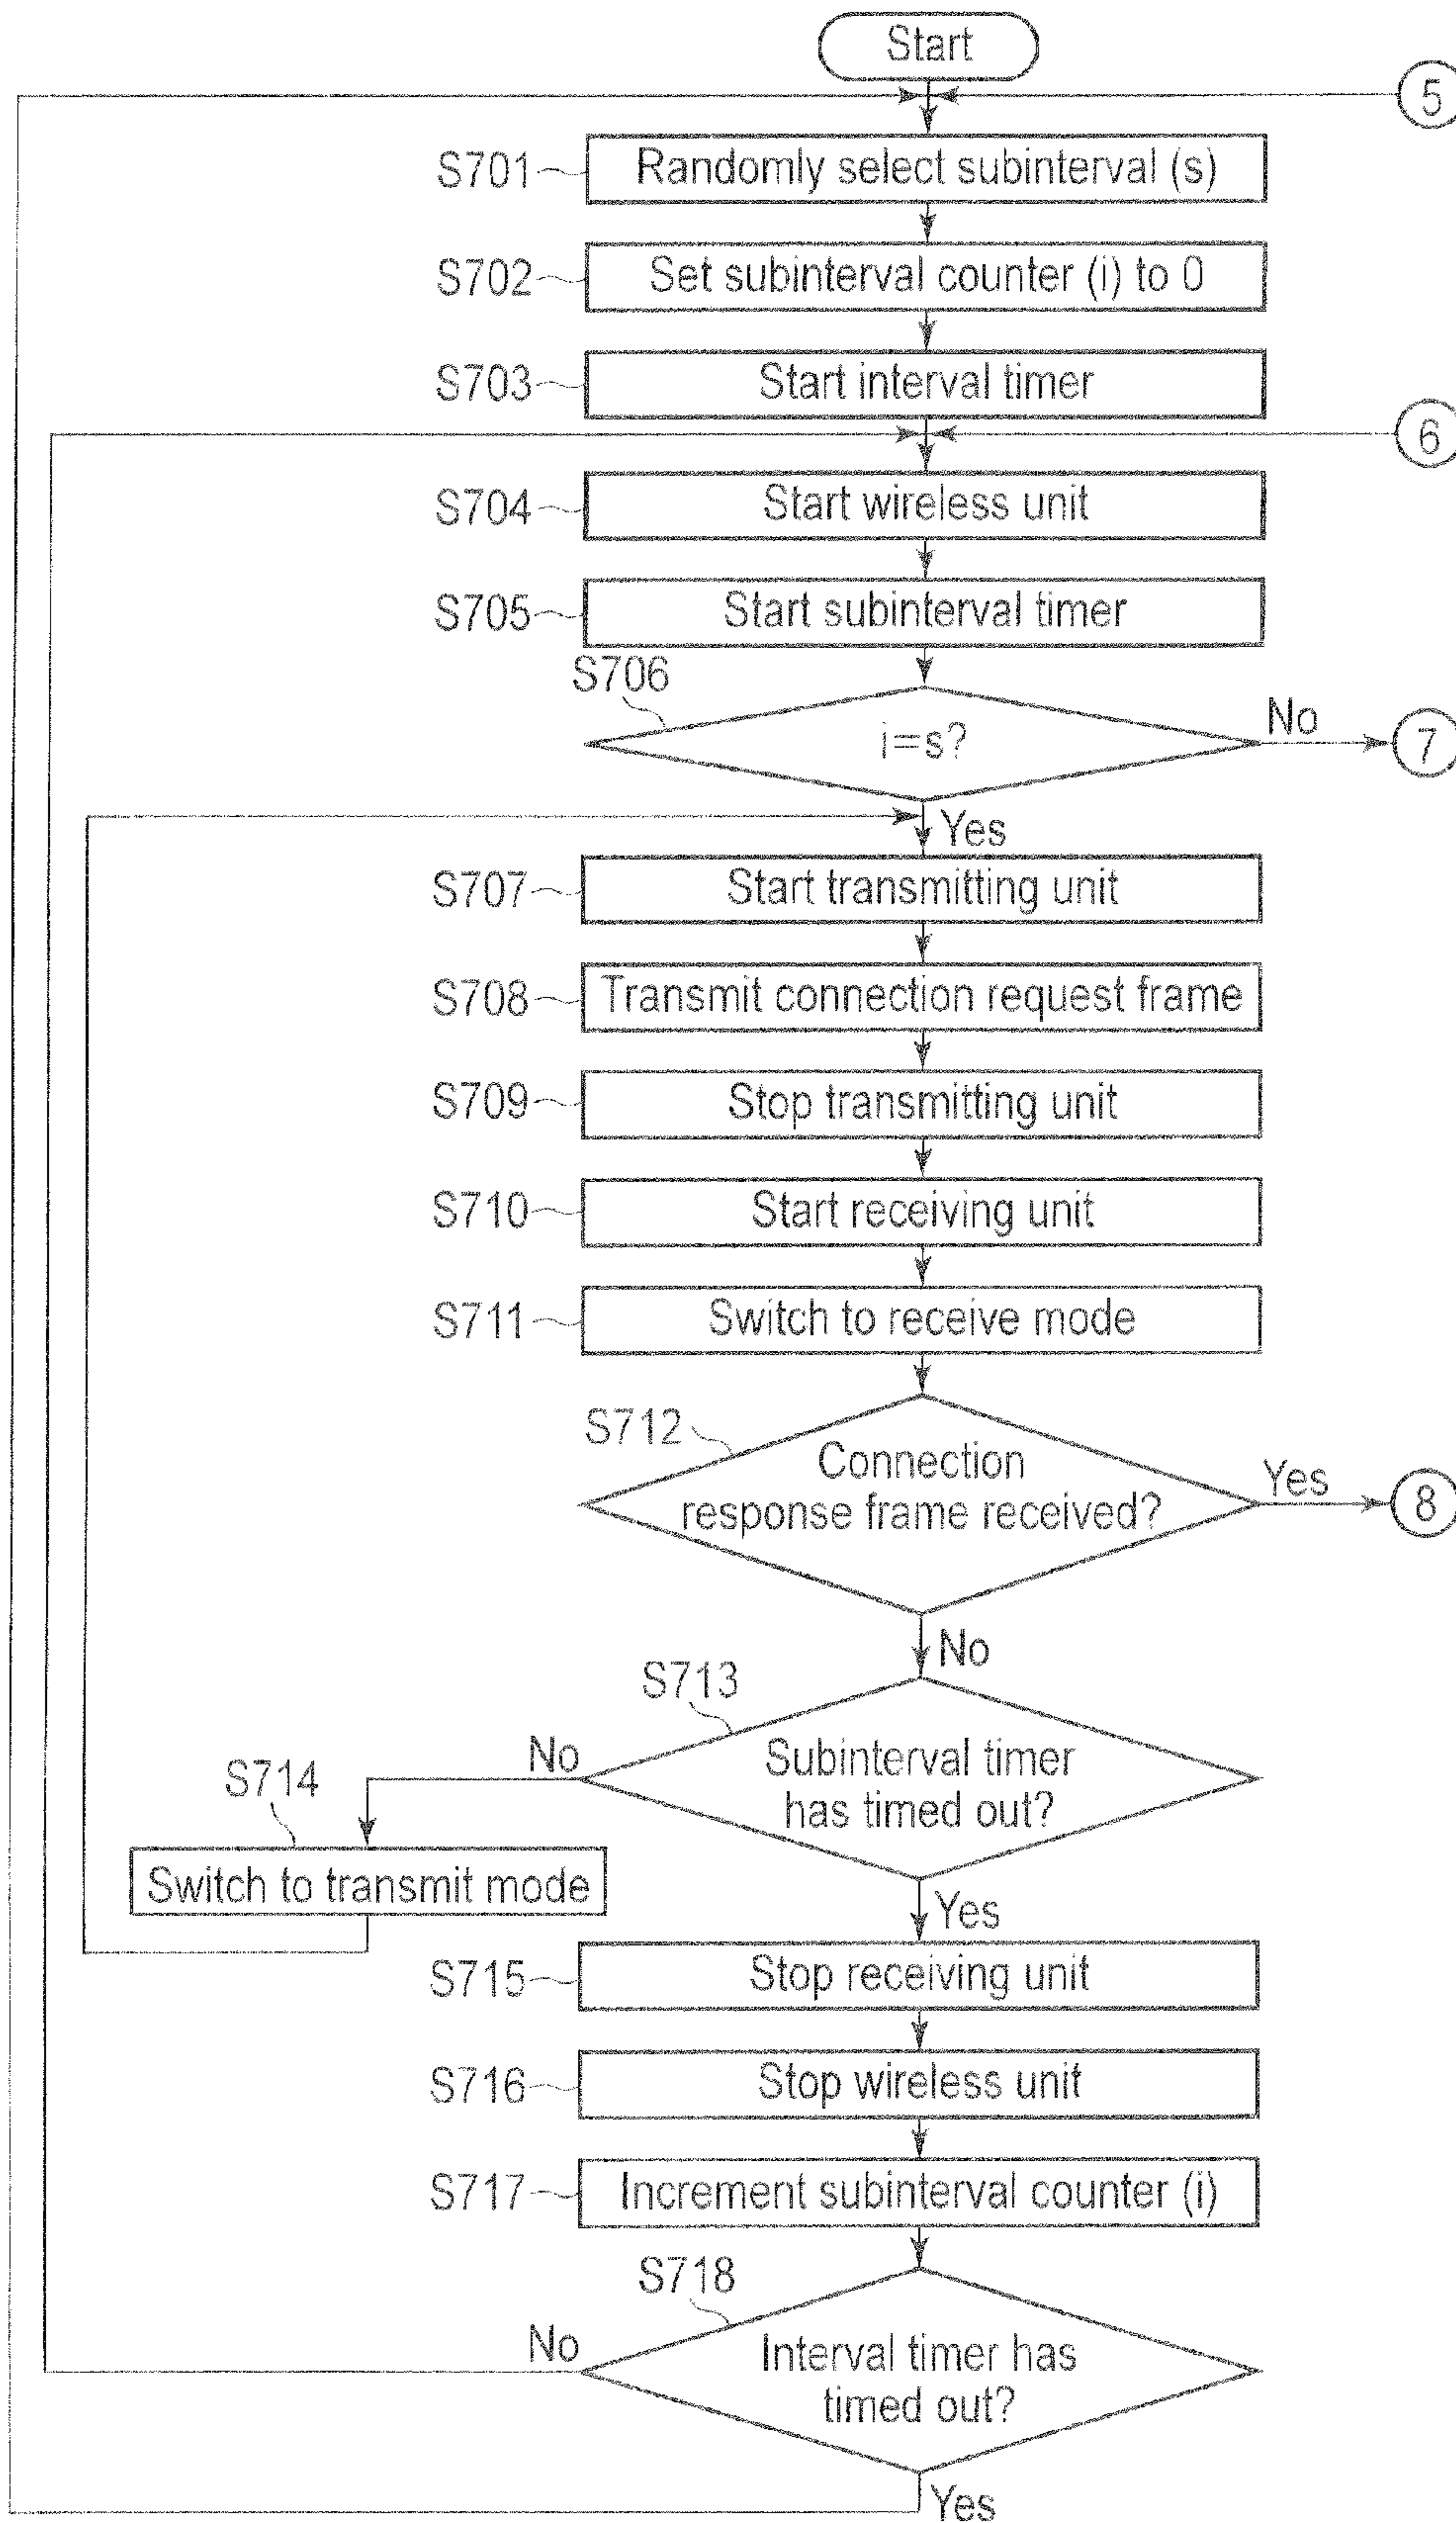 Start
5
S701
Randomly select subinterval (s)
S702
Set subinterval counter (i) to 0
S703
Start interval timer
6
S704
Start wireless unit
S705
Start subinterval timer
S706
i=s?
No
7
Yes
S707
Start transmitting unit
S708
Transmit connection request frame
S709
Stop transmitting unit
S710
Start receiving unit
S711
Switch to receive mode
S712
Connection
response frame received?
Yes
8
No
S713
Subinterval timer
has timed out?
No
S714
Switch to transmit mode
Yes
S715
Stop receiving unit
S716
Stop wireless unit
S717
Increment subinterval counter (i)
S718
Interval timer has
timed out?
No
Yes